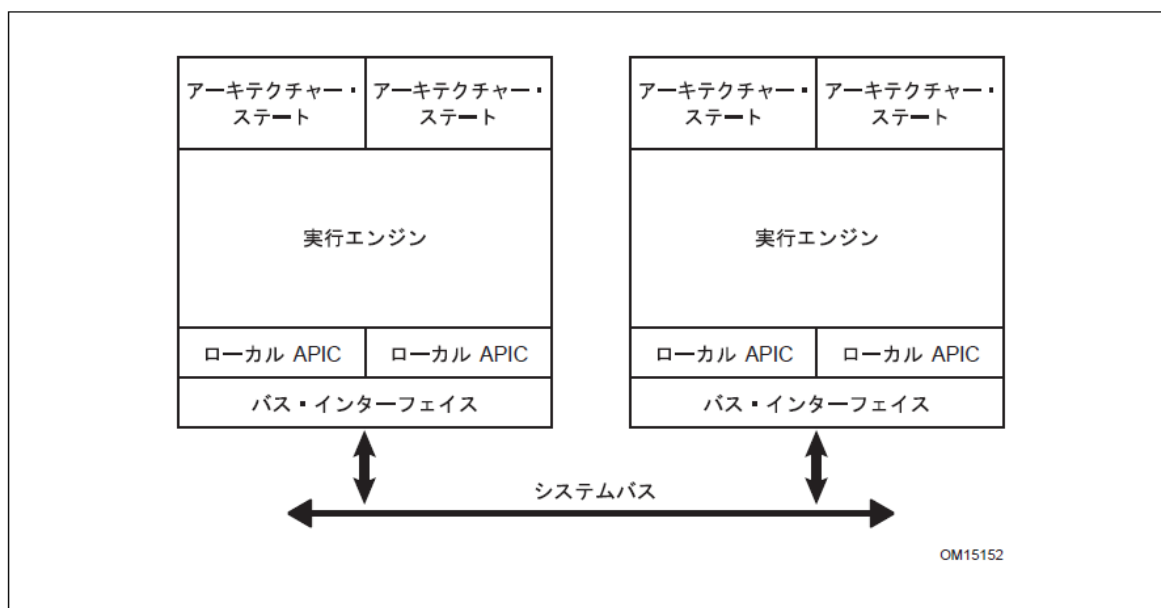 アーキテクチャー・
ステート
アーキテクチャー・
ステート
実行エンジン
ローカル APIC
ローカル APIC
バス・インターフェイス
アーキテクチャー・
ステート
アーキテクチャー・
ステート
実行エンジン
ローカル APIC
ローカル APIC
バス・インターフェイス
システムバス
OM15152